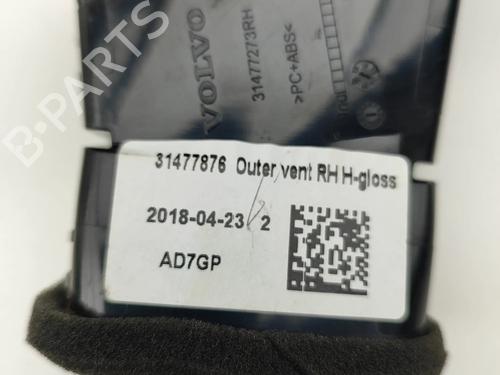 VOLVO
31477273RH
>PC+ABS<
31477876 Outer vent RH H-gloss
2018-04-23 2
AD7GP
B-PARTS